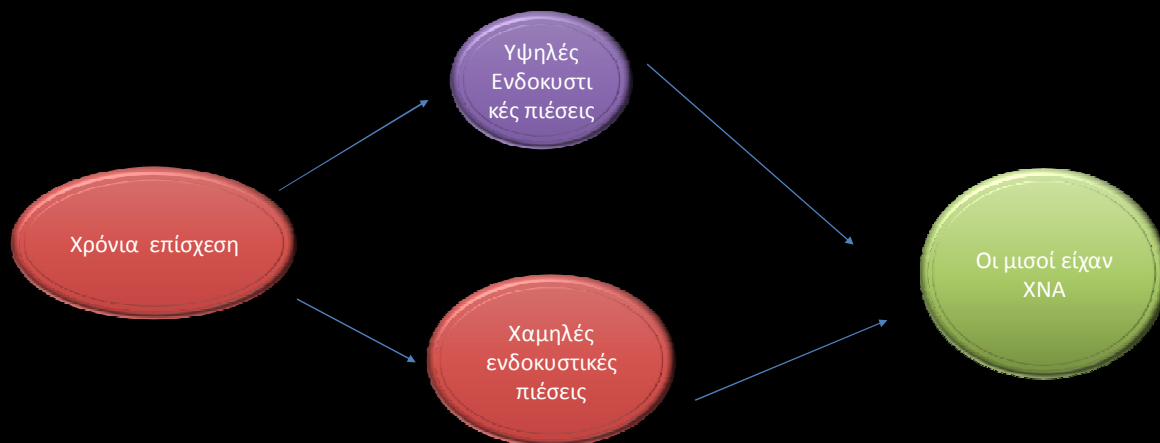 Υψηλές
Ενδοκυστι
κές πιέσεις
Χρόνια επίσχεση
Οι μισοί είχαν
ΧΝΑ
Χαμηλές
ενδοκυστικές
πιέσεις